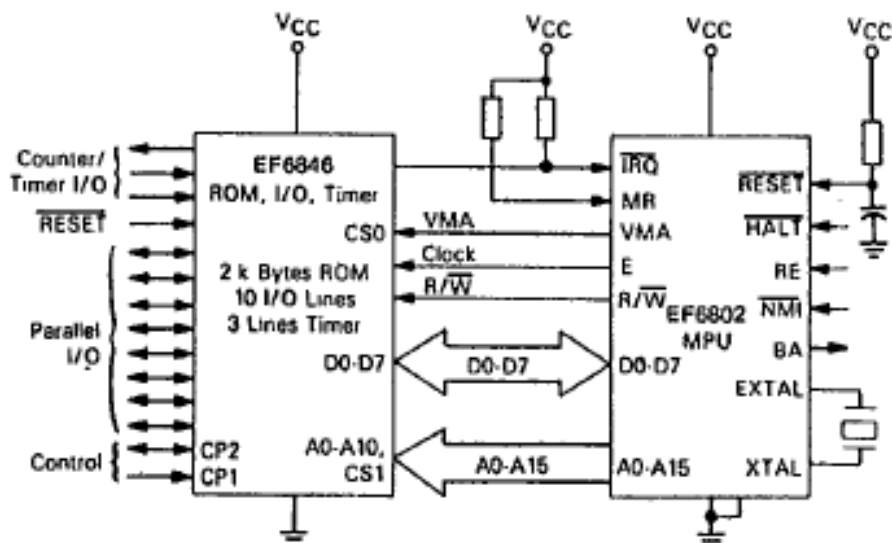 VCC
VCC
VCC
VCC
Counter/
Timer I/O
RESET
Parallel
I/O
Control
EF6846
ROM, I/O, Timer
CS0
2 k Bytes ROM
10 I/O Lines
3 Lines Timer
D0-D7
A0-A10,
CS1
CP2
CP1
VMA
Clock
R/W
D0-D7
A0-A15
IRQ
MR
VMA
E
R/W
EF6802
MPU
D0-D7
A0-A15
RESET
HALT
RE
NMI
BA
EXTAL
XTAL